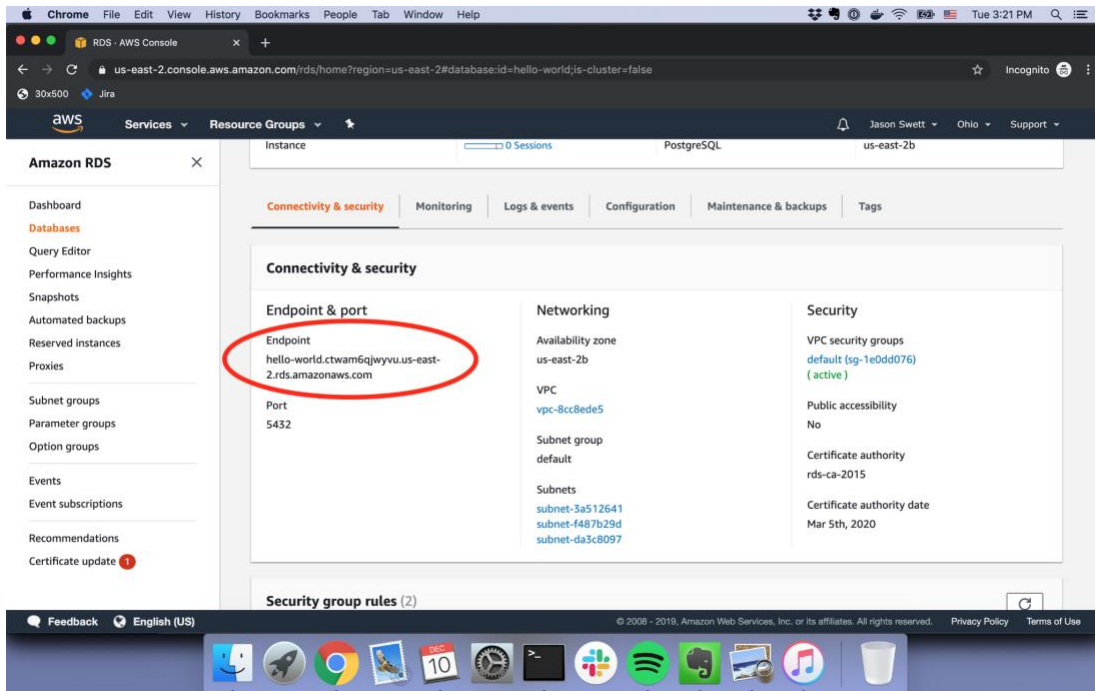 Chrome File Edit View History Bookmarks People Tab Window Help Tue 3:21 PM
RDS · AWS Console
us-east-2.console.aws.amazon.com/rds/home?region=us-east-2#database:id=hello-world;is-cluster=false Incognito
30x500 Jira
aws Services Resource Groups Jason Swett Ohio Support
Amazon RDS
Dashboard
Databases
Query Editor
Performance Insights
Snapshots
Automated backups
Reserved instances
Proxies
Subnet groups
Parameter groups
Option groups
Events
Event subscriptions
Recommendations
Certificate update 1
Instance 0 Sessions PostgreSQL us-east-2b
Connectivity & security Monitoring Logs & events Configuration Maintenance & backups Tags
Connectivity & security
Endpoint & port
Endpoint
hello-world.ctwam6qjwyvu.us-east-
2.rds.amazonaws.com
Port
5432
Networking
Availability zone
us-east-2b
VPC
vpc-8cc8ede5
Subnet group
default
Subnets
subnet-3a512641
subnet-f487b29d
subnet-da3c8097
Security
VPC security groups
default (sg-1e0dd076)
( active )
Public accessibility
No
Certificate authority
rds-ca-2015
Certificate authority date
Mar 5th, 2020
Security group rules (2)
Feedback English (US) © 2008 - 2019, Amazon Web Services, Inc. or its affiliates. All rights reserved. Privacy Policy Terms of Use
DEC
10